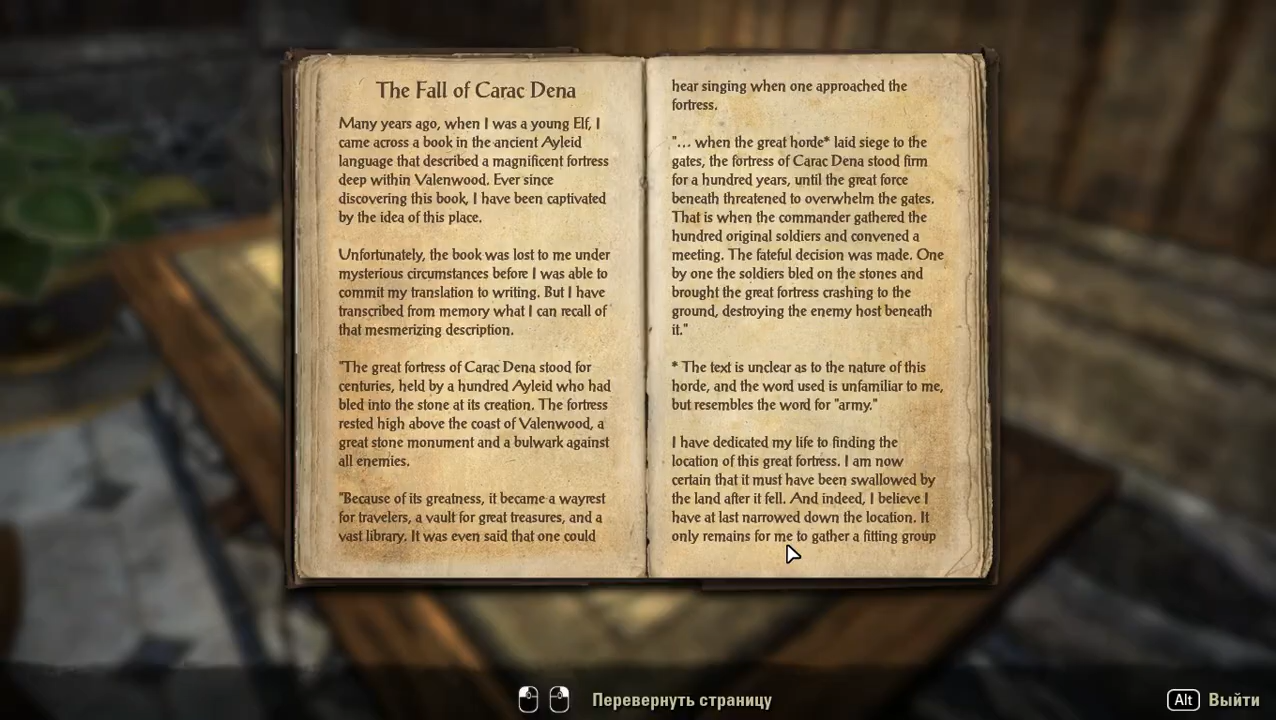 The Fall of Carac Dena
Many years ago, when I was a young Elf, I
came across a book in the ancient Ayleid
language that described a magnificent fortress
deep within Valenwood. Ever since
discovering this book, I have been captivated
by the idea of this place.
Unfortunately, the book was lost to me under
mysterious circumstances before I was able to
commit my translation to writing. But I have
transcribed from memory what I can recall of
that mesmerizing description.
"The great fortress of Carac Dena stood for
centuries, held by a hundred Ayleid who had
bled into the stone at its creation. The fortress
rested high above the coast of Valenwood, a
great stone monument and a bulwark against
all enemies.
"Because of its greatness, it became a wayrest
for travelers, a vault for great treasures, and a
vast library. It was even said that one could
hear singing when one approached the
fortress.
"... when the great horde* laid siege to the
gates, the fortress of Carac Dena stood firm
for a hundred years, until the great force
beneath threatened to overwhelm the gates.
That is when the commander gathered the
hundred original soldiers and convened a
meeting. The fateful decision was made. One
by one the soldiers bled on the stones and
brought the great fortress crashing to the
ground, destroying the enemy host beneath
it."
* The text is unclear as to the nature of this
horde, and the word used is unfamiliar to me,
but resembles the word for "army."
I have dedicated my life to finding the
location of this great fortress. I am now
certain that it must have been swallowed by
the land after it fell. And indeed, I believe I
have at last narrowed down the location. It
only remains for me to gather a fitting group
Перевернуть страницу
Alt Выйти